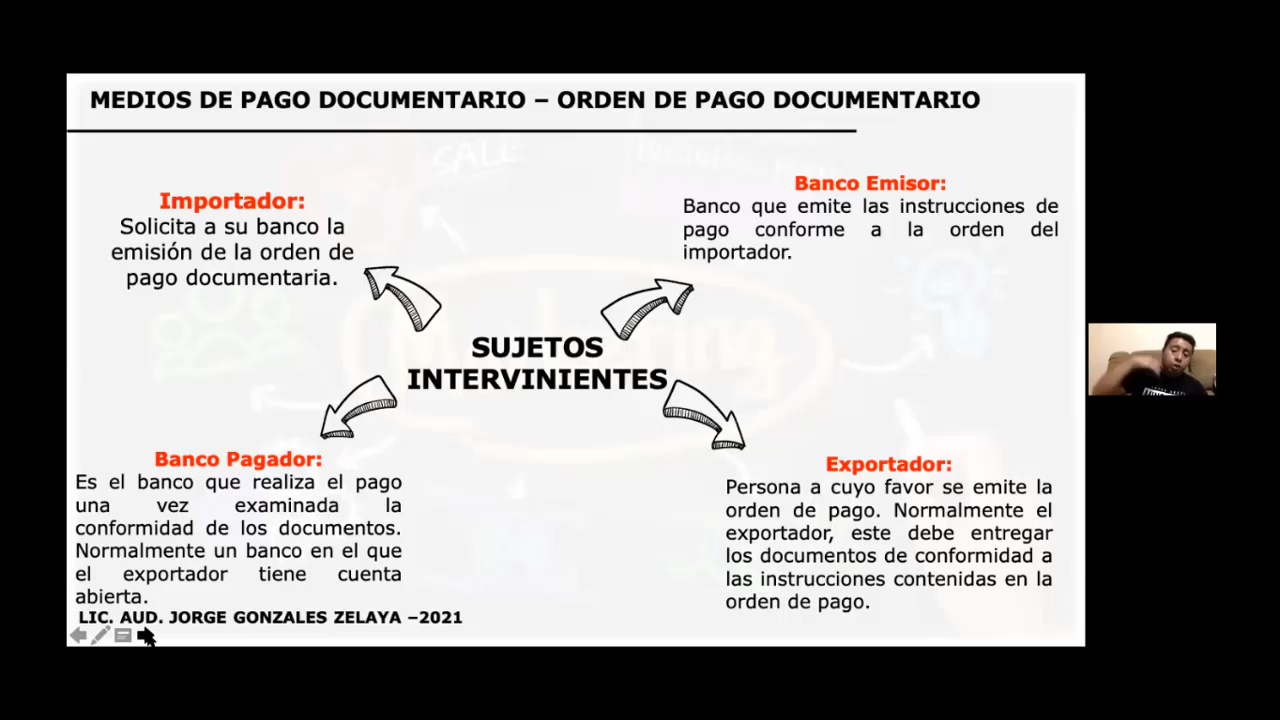 MEDIOS DE PAGO DOCUMENTARIO – ORDEN DE PAGO DOCUMENTARIO
SALE
Importador:
Solicita a su banco la
emisión de la orden de
pago documentaria.
Banco Emisor:
Banco que emite las instrucciones de
pago conforme a la orden del
importador.
SUJETOS
INTERVINIENTES
Banco Pagador:
Es el banco que realiza el pago
una vez examinada la
conformidad de los documentos.
Normalmente un banco en el que
el exportador tiene cuenta
abierta.
Exportador:
Persona a cuyo favor se emite la
orden de pago. Normalmente el
exportador, este debe entregar
los documentos de conformidad a
las instrucciones contenidas en la
orden de pago.
LIC. AUD. JORGE GONZALES ZELAYA –2021